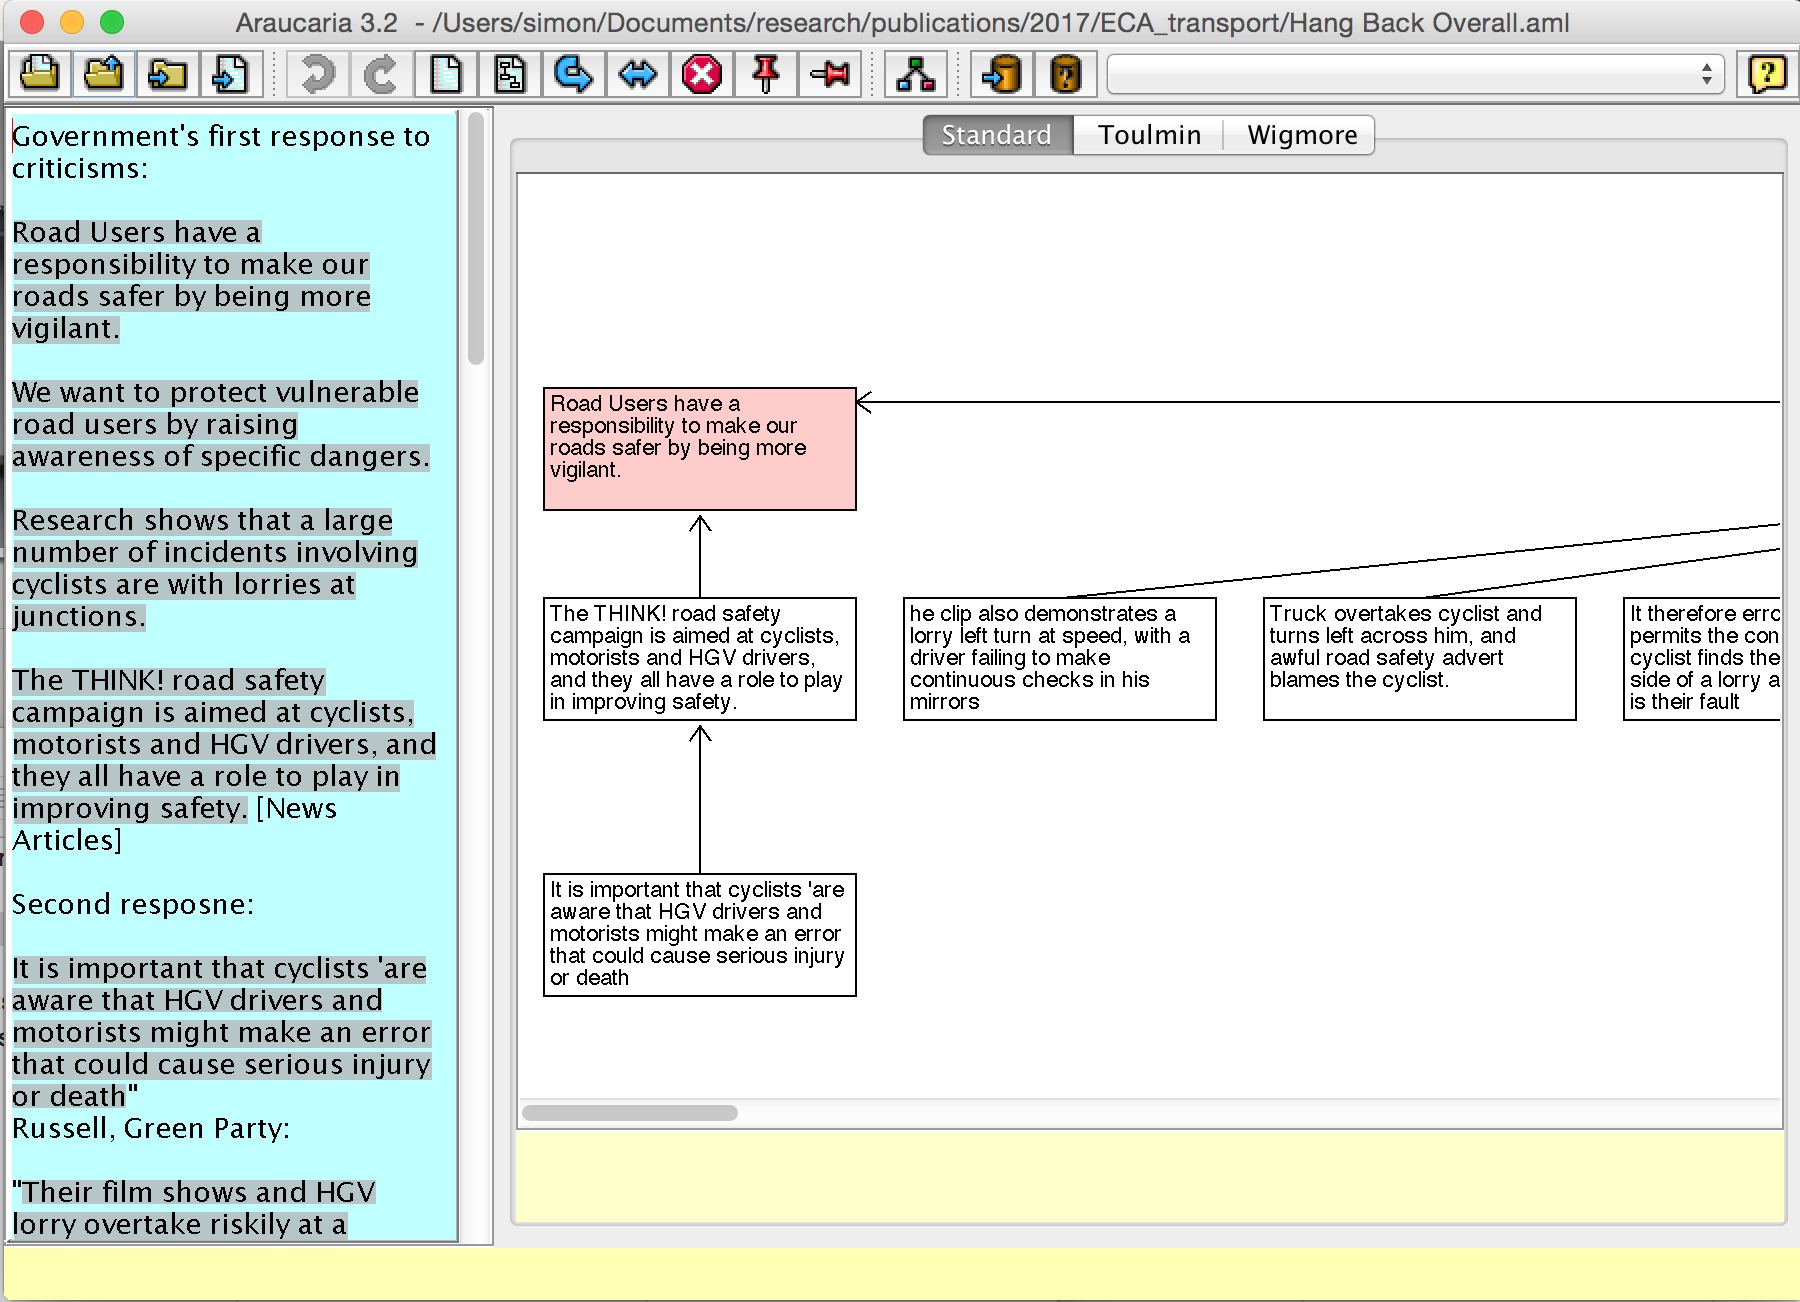 Araucaria 3.2 - /Users/simon/Documents/research/publications/2017/ECA_transport/Hang Back Overall.aml
Government's first response to
criticisms:
Road Users have a
responsibility to make our
roads safer by being more
vigilant.
We want to protect vulnerable
road users by raising
awareness of specific dangers.
Research shows that a large
number of incidents involving
cyclists are with lorries at
junctions.
The THINK! road safety
campaign is aimed at cyclists,
motorists and HGV drivers, and
they all have a role to play in
improving safety. [News
Articles]
Second resposne:
It is important that cyclists 'are
aware that HGV drivers and
motorists might make an error
that could cause serious injury
or death"
Russell, Green Party:
"Their film shows and HGV
lorry overtake riskily at a
Standard
Toulmin
Wigmore
Road Users have a
responsibility to make our
roads safer by being more
vigilant.
The THINK! road safety
campaign is aimed at cyclists,
motorists and HGV drivers,
and they all have a role to play
in improving safety.
he clip also demonstrates a
lorry left turn at speed, with a
driver failing to make
continuous checks in his
mirrors
Truck overtakes cyclist and
turns left across him, and
awful road safety advert
blames the cyclist.
It therefore erro
permits the con
cyclist finds the
side of a lorry a
is their fault
It is important that cyclists 'are
aware that HGV drivers and
motorists might make an error
that could cause serious injury
or death